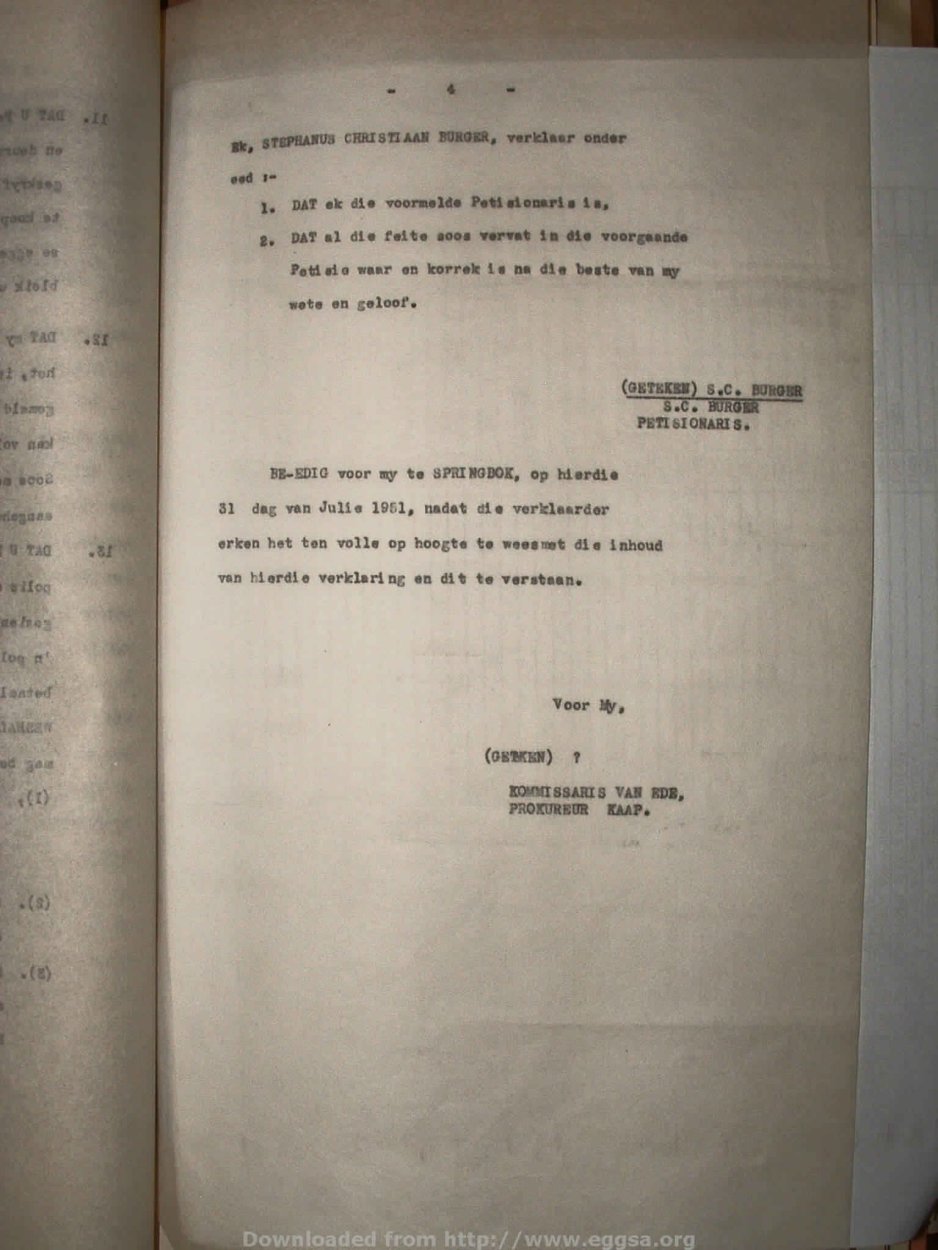 - 4 -
Ek, STEPHANUS CHRISTIAAN BURGER, verklaar onder
eed :-
1. DAT ek die voormelde Petisionaris is,
2. DAT al die feite soos vervat in die voorgaande
Petisie waar en korrek is na die beste van my
wete en geloof.
(GETEKEN) S.C. BURGER
S.C. BURGER
PETISIONARIS.
BE-EDIG voor my te SPRINGBOK, op hierdie
31 dag van Julie 1951, nadat die verklaarder
erken het ten volle op hoogte te weesmet die inhoud
van hierdie verklaring en dit te verstaan.
Voor My,
(GETEKEN) ?
KOMMISSARIS VAN EDE,
PROKUREUR KAAP.
Downloaded from http://www.eggsa.org